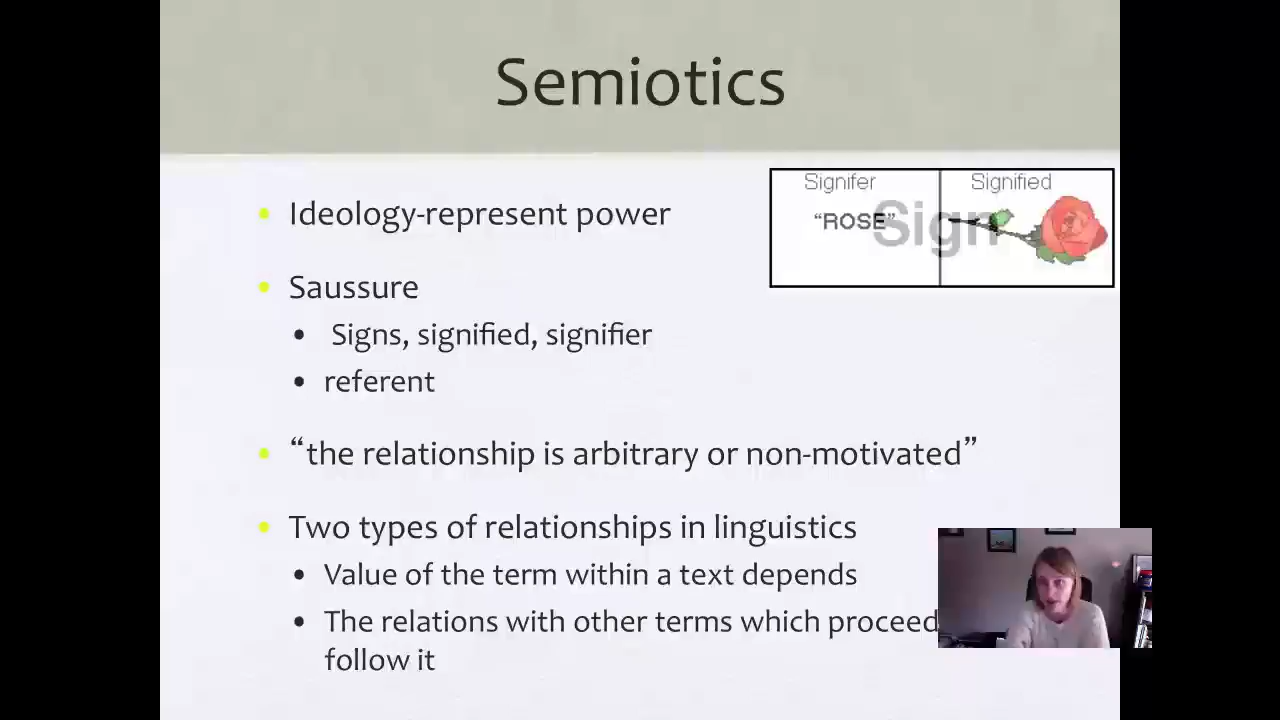 Semiotics
Signifer
Signified
“ROSE”
Sign
Ideology-represent power
Saussure
Signs, signified, signifier
referent
“the relationship is arbitrary or non-motivated”
Two types of relationships in linguistics
Value of the term within a text depends
The relations with other terms which proceed
follow it